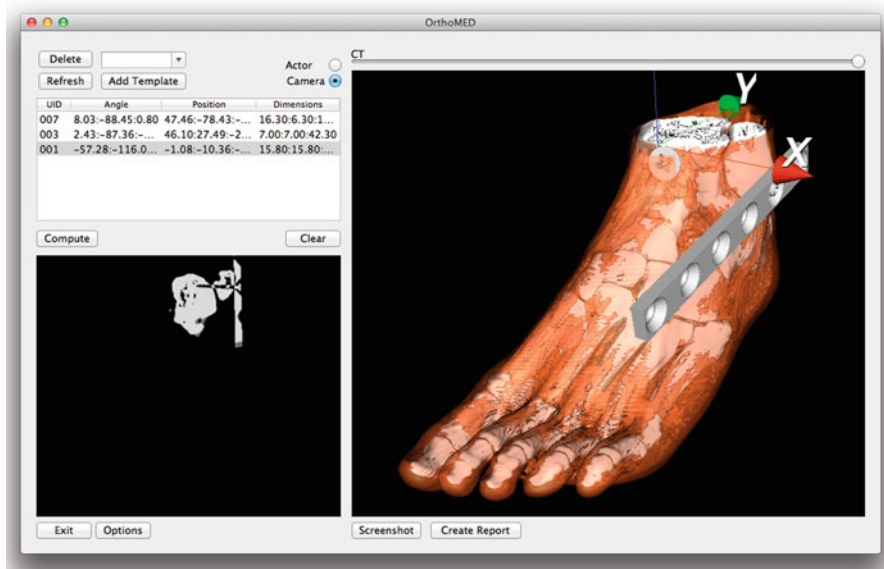 OrthoMED
Delete
Refresh Add Template
Actor
Camera
CT
UID Angle Position Dimensions
007 8.03:-88.45:0.80 47.46:-78.43:-... 16.30:6.30:1...
003 2.43:-87.36:-... 46.10:27.49:-2... 7.00:7.00:42.30
001 -57.28:-116.0... -1.08:-10.36:-... 15.80:15.80:...
Compute Clear
Y
X
Exit Options
Screenshot Create Report